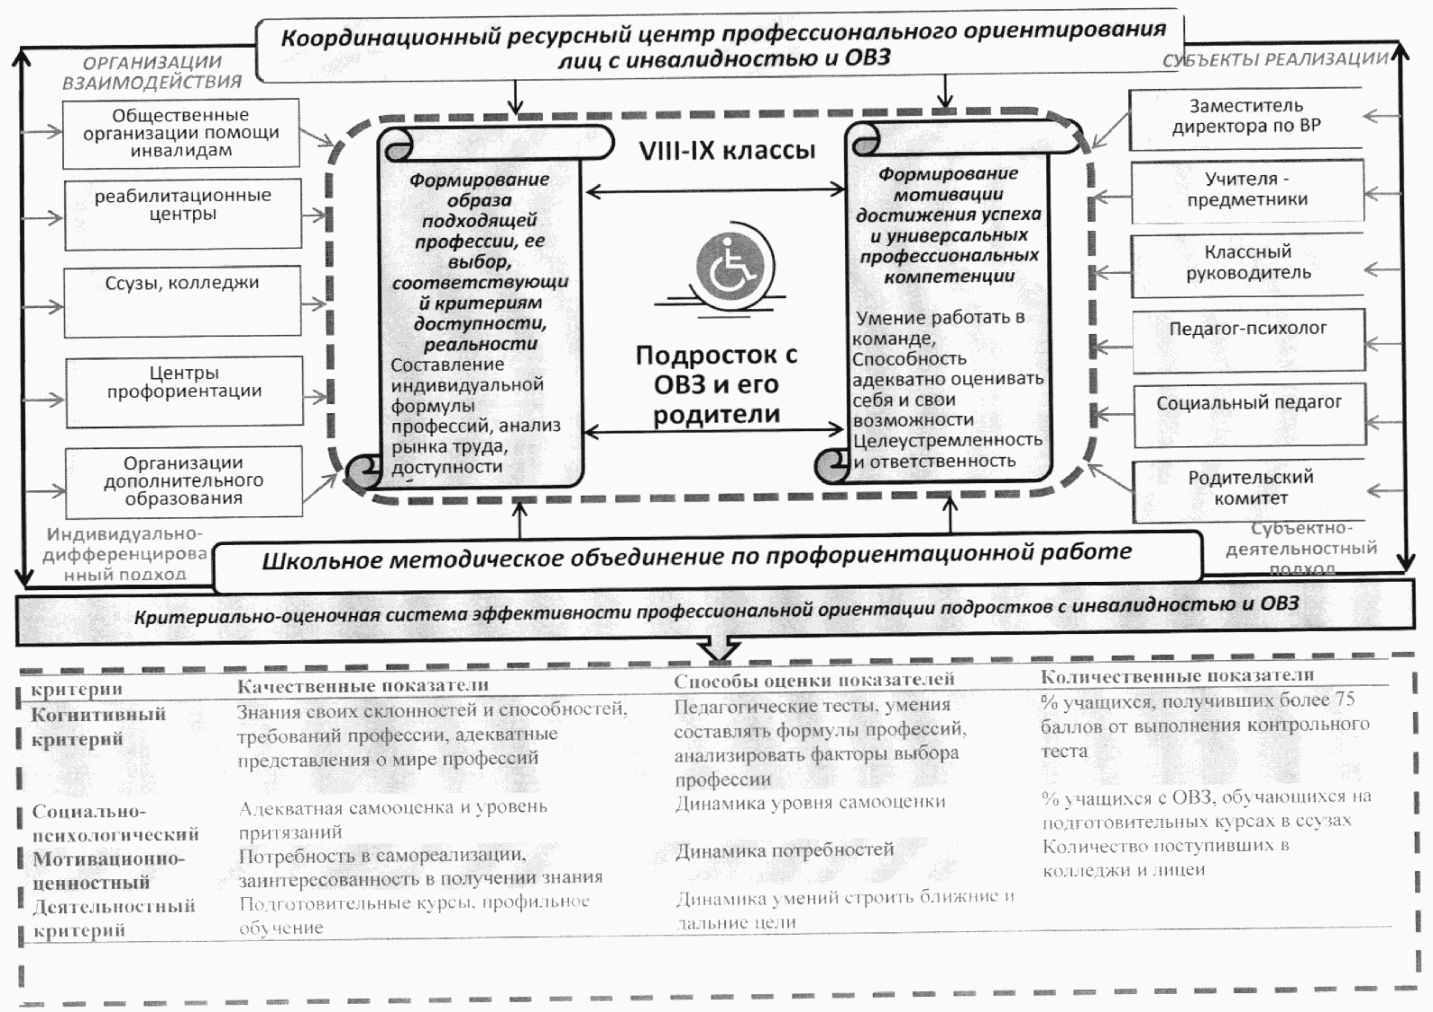 Координационный ресурсный центр профессионального ориентирования
лиц с инвалидностью и ОВЗ
ОРГАНИЗАЦИИ
ВЗАИМОДЕЙСТВИЯ
Общественные
организации помощи
инвалидам
реабилитационные
центры
Ссузы, колледжи
Центры
профориентации
Организации
дополнительного
образования
Индивидуально-
дифференцирова
нный подход
Формирование
образа
подходящей
профессии, ее
выбор,
соответствующи
й критериям
доступности,
реальности
Составление
индивидуальной
формулы
профессий, анализ
рынка труда,
доступности
VIII-IX классы
Подросток с
ОВЗ и его
родители
Формирование
мотивации
достижения успеха
и универсальных
профессиональных
компетенции
Умение работать в
команде,
Способность
адекватно оценивать
себя и свои
возможности
Целеустремленность
и ответственность
СУБЪЕКТЫ РЕАЛИЗАЦИИ
Заместитель
директора по ВР
Учителя -
предметники
Классный
руководитель
Педагог-психолог
Социальный педагог
Родительский
комитет
Субъектно-
деятельностный
подход
Школьное методическое объединение по профориентационной работе
Критериально-оценочная система эффективности профессиональной ориентации подростков с инвалидностью и ОВЗ
критерии
Качественные показатели
Способы оценки показателей
Количественные показатели
Когнитивный
критерий
Знания своих склонностей и способностей,
требований профессии, адекватные
представления о мире профессий
Педагогические тесты, умения
составлять формулы профессий,
анализировать факторы выбора
профессии
% учащихся, получивших более 75
баллов от выполнения контрольного
теста
Социально-
психологический
Адекватная самооценка и уровень
притязаний
Динамика уровня самооценки
% учащихся с ОВЗ, обучающихся на
подготовительных курсах в ссузах
Мотивационно-
ценностный
Потребность в самореализации,
заинтересованность в получении знания
Динамика потребностей
Количество поступивших в
колледжи и лицеи
Деятельностный
критерий
Подготовительные курсы, профильное
обучение
Динамика умений строить ближние и
дальние цели